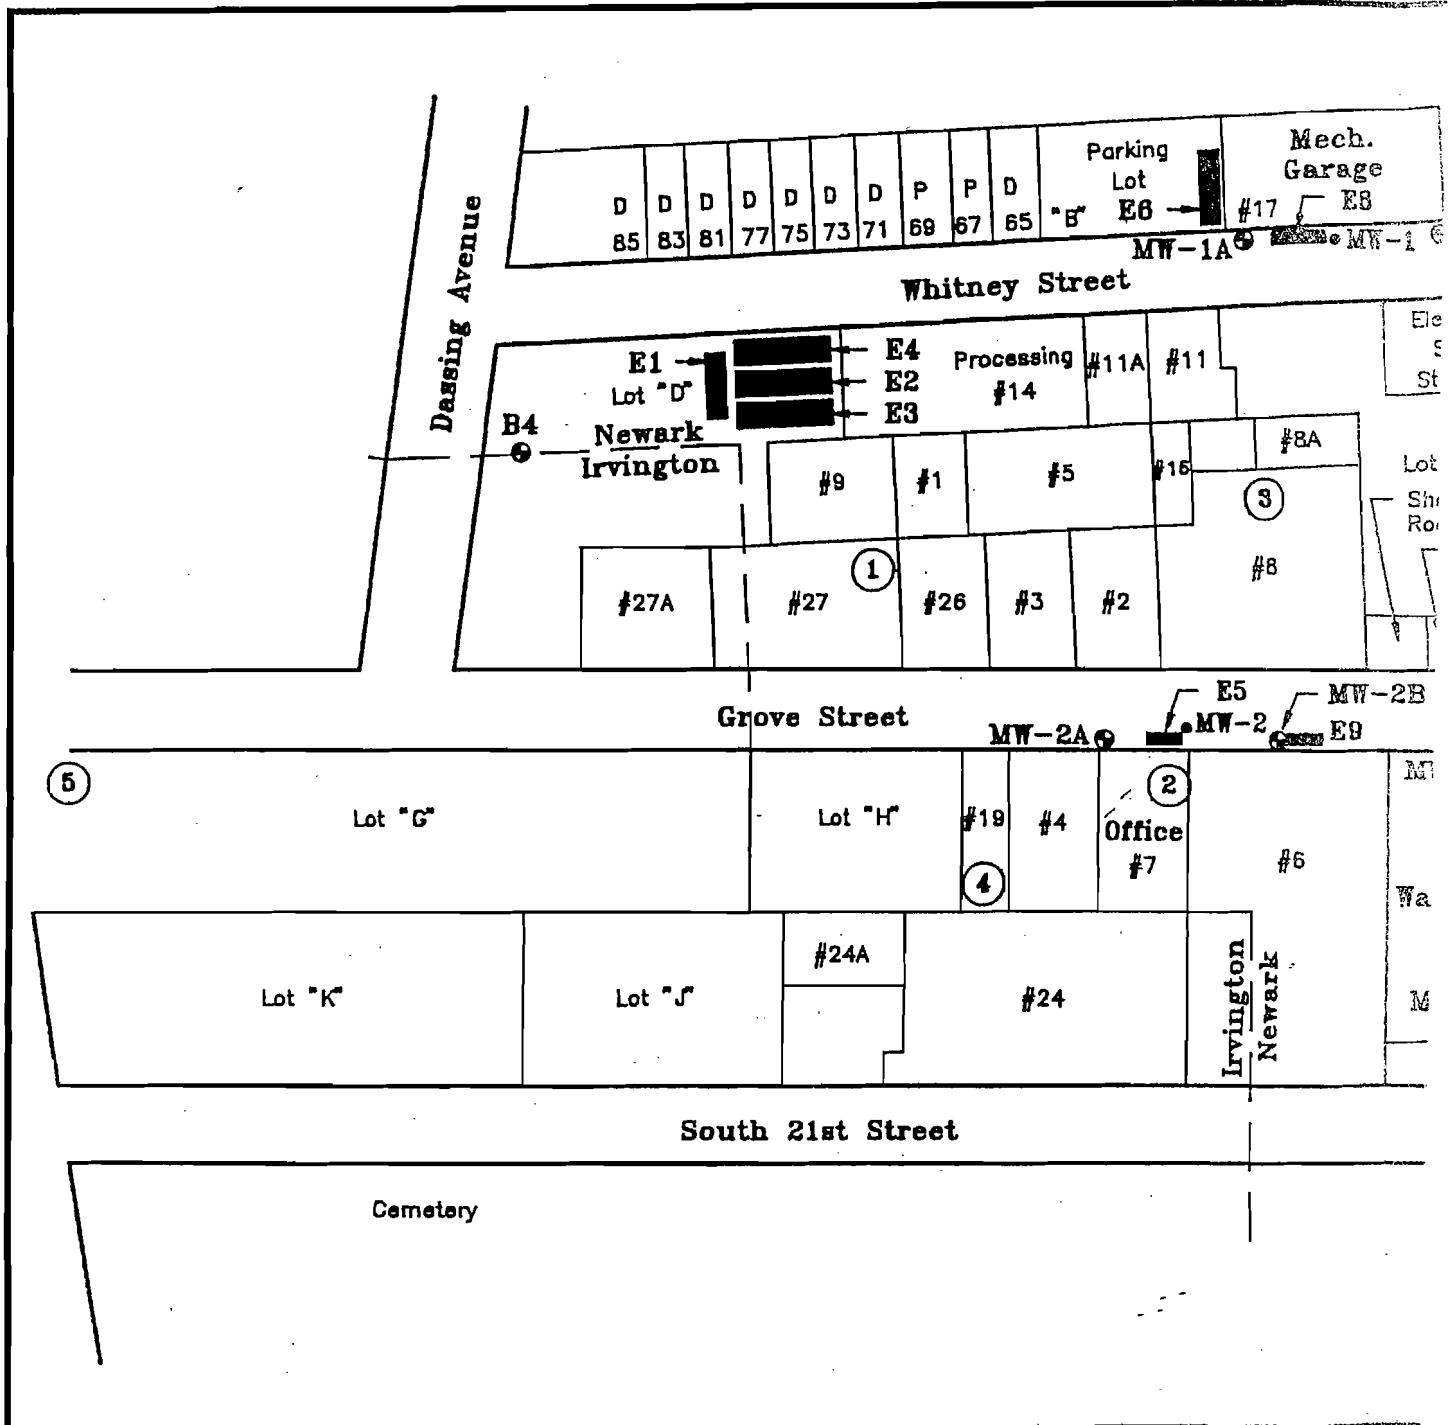 Mech.
Garage
Parking
Lot
"B"
E6
#17
E8
D
D
D
D
D
D
D
P
P
D
85
83
81
77
75
73
71
69
67
65
MW-1A
MW-1
Whitney Street
Dassing Avenue
E1
Lot "D"
E4
E2
E3
Processing
#14
#11A
#11
Ele
S
St
B4
Newark
Irvington
#9
#1
#5
#15
#8A
3
Lot
#8
1
#27A
#27
#26
#3
#2
Grove Street
E5
MW-2A
MW-2
MW-2B
E9
5
Lot "G"
Lot "H"
#19
4
#4
2
Office
#7
#6
Wa
M
Lot "K"
Lot "J"
#24A
#24
Irvington
Newark
South 21st Street
Cemetery